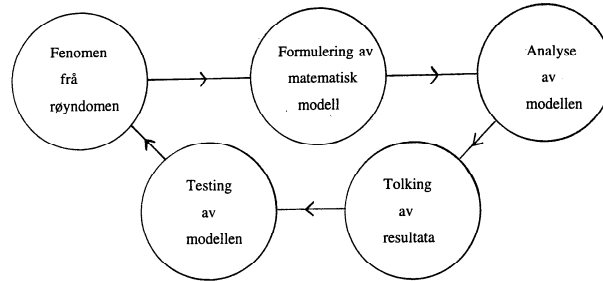 Fenomen
frå
røyndomen
Formulering av
matematisk
modell
Analyse
av
modellen
Tolking
av
resultata
Testing
av
modellen